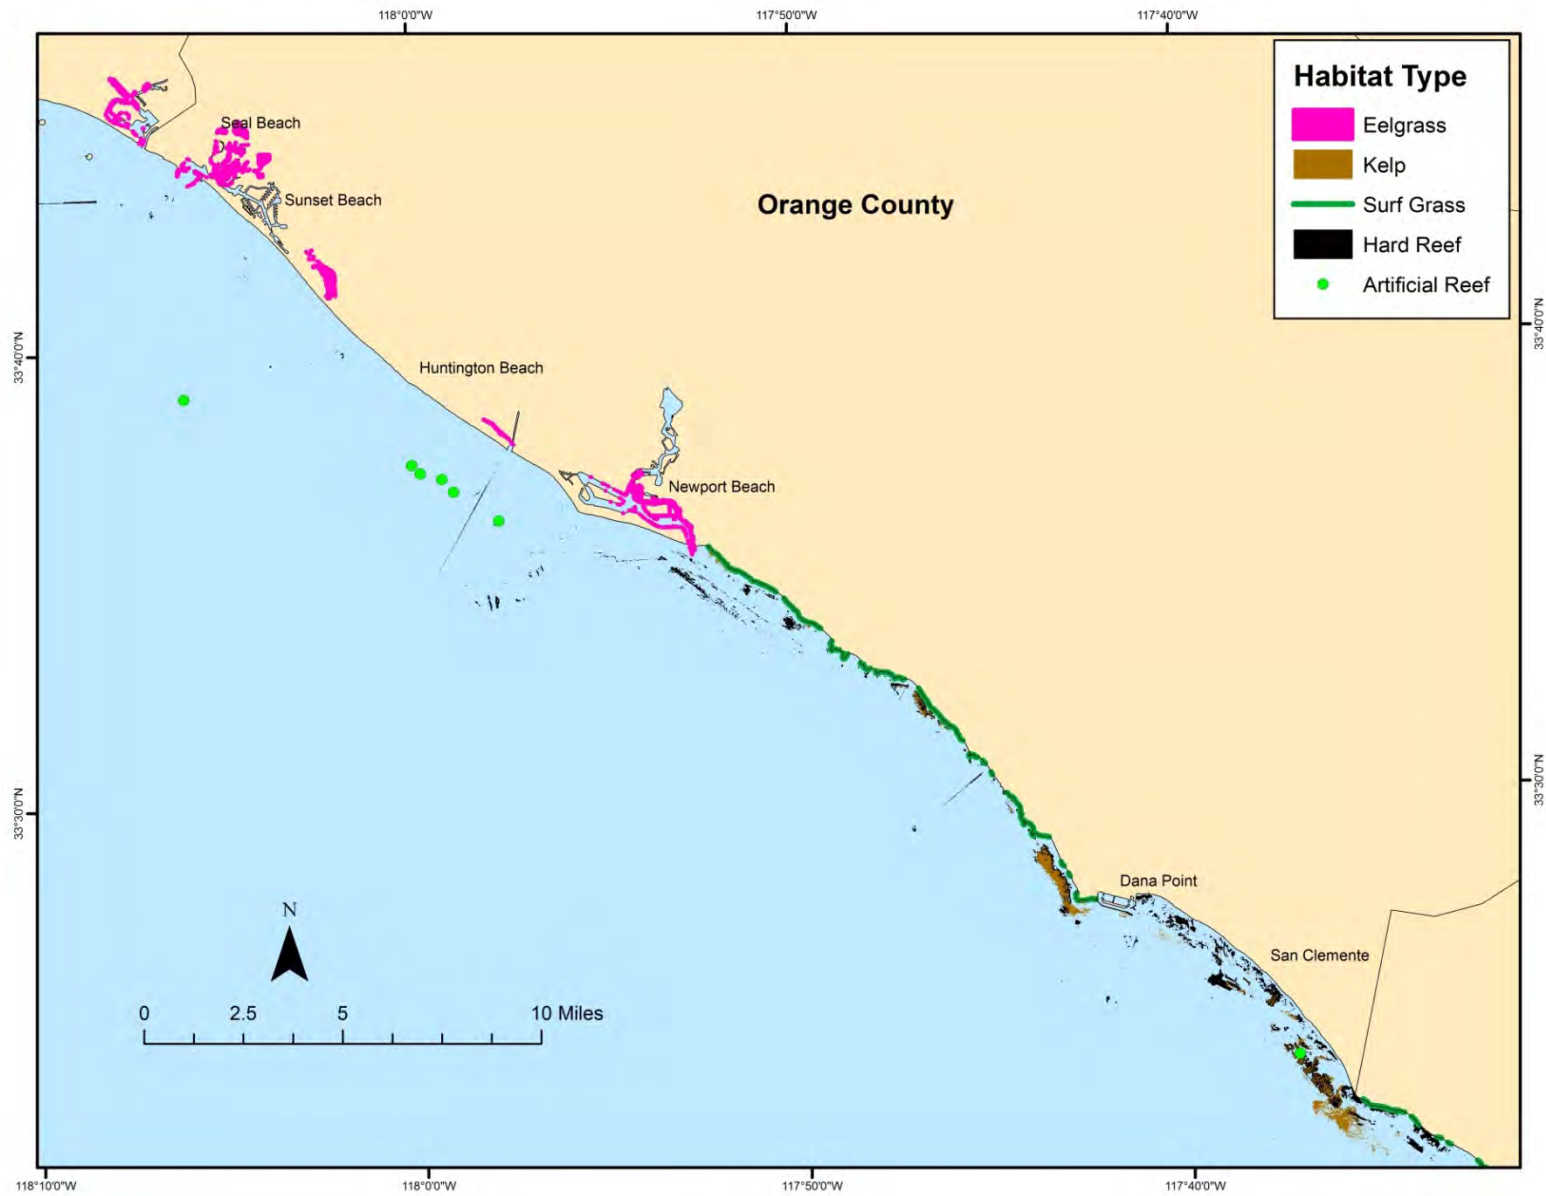 118°0'0"W
117°50'0"W
117°40'0"W
Habitat Type
Eelgrass
Kelp
Surf Grass
Hard Reef
Artificial Reef
Seal Beach
Sunset Beach
Orange County
33°40'0"N
33°40'0"N
Huntington Beach
Newport Beach
33°30'0"N
33°30'0"N
Dana Point
San Clemente
N
0 2.5 5 10 Miles
118°10'0"W
118°0'0"W
117°50'0"W
117°40'0"W